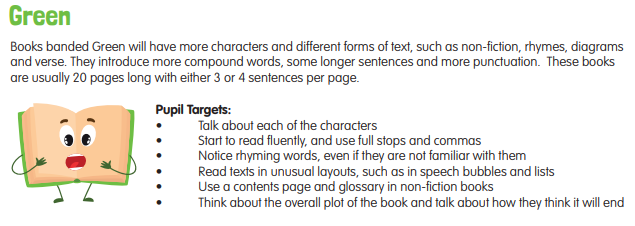 Green
Books banded Green will have more characters and different forms of text, such as non-fiction, rhymes, diagrams
and verse. They introduce more compound words, some longer sentences and more punctuation. These books
are usually 20 pages long with either 3 or 4 sentences per page.
Pupil Targets:
• Talk about each of the characters
• Start to read fluently, and use full stops and commas
• Notice rhyming words, even if they are not familiar with them
• Read texts in unusual layouts, such as in speech bubbles and lists
• Use a contents page and glossary in non-fiction books
• Think about the overall plot of the book and talk about how they think it will end